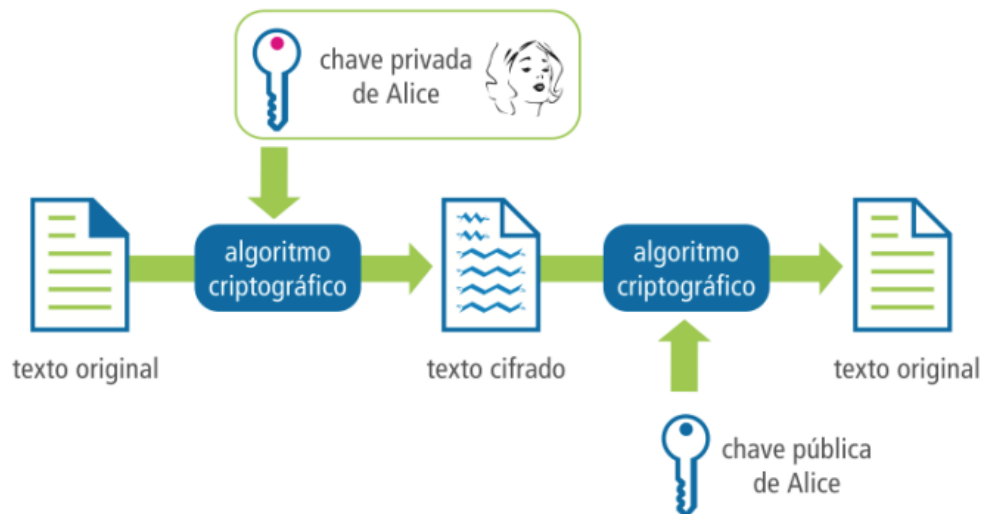 chave privada
de Alice
algoritmo
criptográfico
algoritmo
criptográfico
texto original
texto cifrado
texto original
chave pública
de Alice